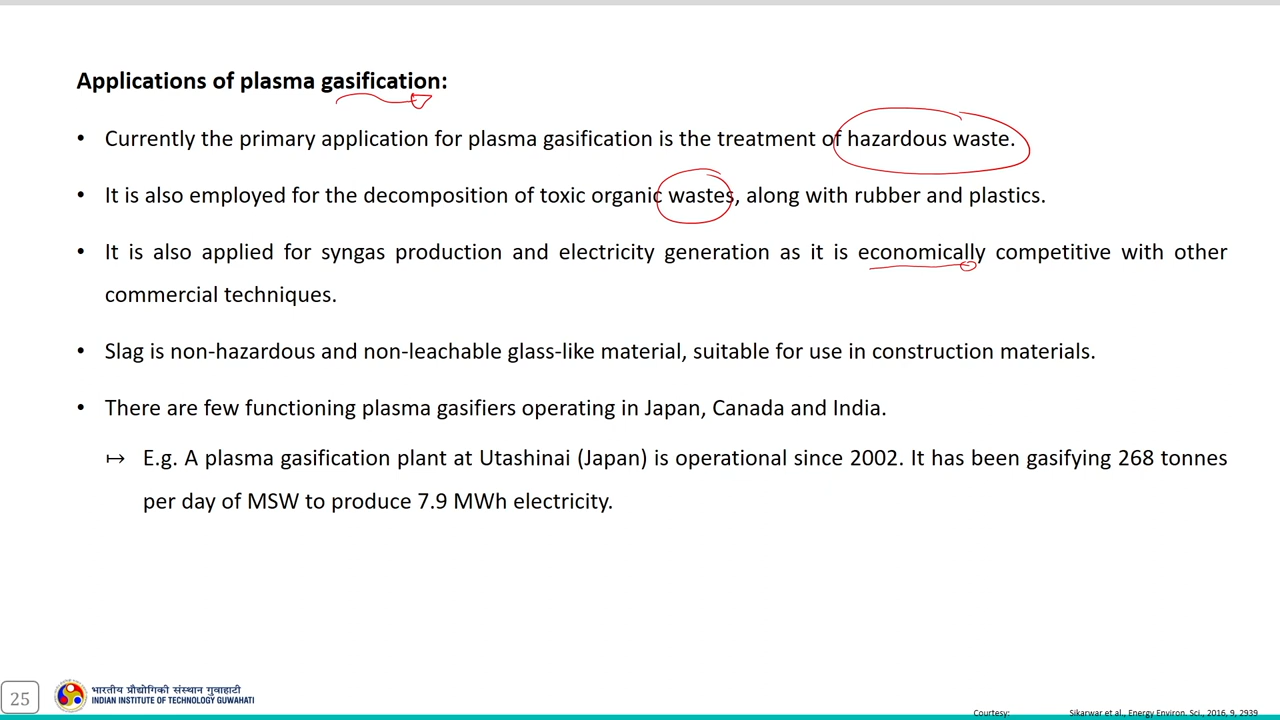 Applications of plasma gasification:
• Currently the primary application for plasma gasification is the treatment of hazardous waste.
• It is also employed for the decomposition of toxic organic wastes, along with rubber and plastics.
• It is also applied for syngas production and electricity generation as it is economically competitive with other
commercial techniques.
• Slag is non-hazardous and non-leachable glass-like material, suitable for use in construction materials.
• There are few functioning plasma gasifiers operating in Japan, Canada and India.
↦ E.g. A plasma gasification plant at Utashinai (Japan) is operational since 2002. It has been gasifying 268 tonnes
per day of MSW to produce 7.9 MWh electricity.
25
भारतीय प्रौद्योगिकी संस्थान गुवाहाटी
INDIAN INSTITUTE OF TECHNOLOGY GUWAHATI
Courtesy: Sikarwar et al., Energy Environ. Sci., 2016, 9, 2939